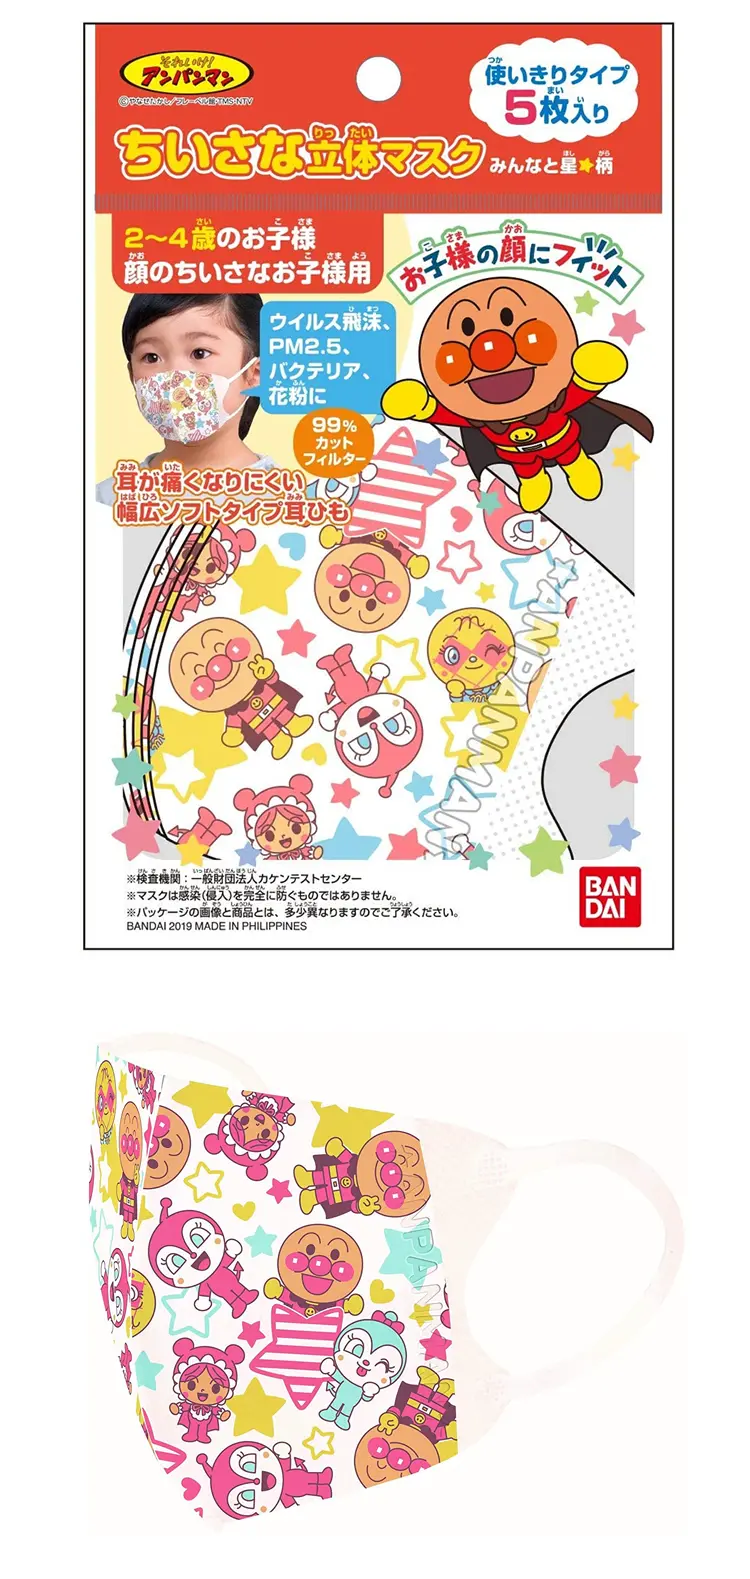 それいけ!
アンパンマン
©やなせたかし/フレーベル館・TMS・NTV
使いきりタイプ
5枚入り
ちいさな立体マスク みんなと星★柄
2〜4歳のお子様
顔のちいさなお子様用
お子様の顔にフィット
ウイルス飛沫、
PM2.5、
バクテリア、
花粉に
99%
カット
フィルター
耳が痛くなりにくい
幅広ソフトタイプ耳ひも
ANPANMAN
※検査機関:一般財団法人カケンテストセンター
※マスクは感染(侵入)を完全に防ぐものではありません。
※パッケージの画像と商品とは、多少異なりますのでご了承ください。
BANDAI 2019 MADE IN PHILIPPINES
BAN
DAI